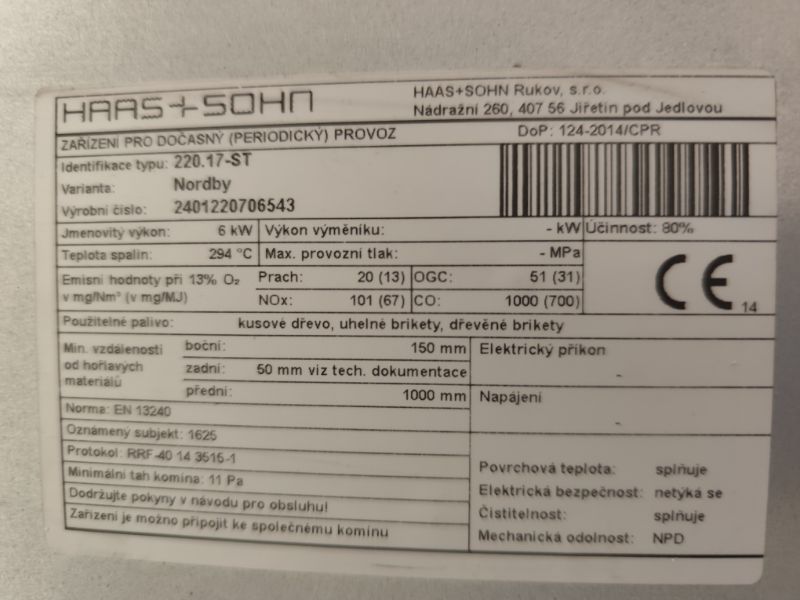 HAAS+SOHN
HAAS+SOHN Rukov, s.r.o.
Nádražní 260, 407 56 Jiřetín pod Jedlovou
ZAŘÍZENÍ PRO DOČASNÝ (PERIODICKÝ) PROVOZ
DoP: 124-2014/CPR
Identifikace typu: 220.17-ST
Varianta: Nordby
Výrobní číslo: 2401220706543
Jmenovitý výkon: 6 kW
Výkon výměníku: - kW
Účinnost: 80%
Teplota spalin: 294 °C
Max. provozní tlak: - MPa
Emisní hodnoty při 13% O₂
v mg/Nm³ (v mg/MJ)
Prach: 20 (13)
OGC: 51 (31)
NOx: 101 (67)
CO: 1000 (700)
CE 14
Použitelné palivo: kusové dřevo, uhelné brikety, dřevěné brikety
Min. vzdálenosti
od hořlavých
materiálů
boční: 150 mm
zadní: 50 mm viz tech. dokumentace
přední: 1000 mm
Elektrický příkon
-
Napájení
-
Norma: EN 13240
Oznámený subjekt: 1625
Protokol: RRF-40 14 3515-1
Minimální tah komína: 11 Pa
Dodržujte pokyny v návodu pro obsluhu!
Zařízení je možno připojit ke společnému komínu
Povrchová teplota: splňuje
Elektrická bezpečnost: netýká se
Čistitelnost: splňuje
Mechanická odolnost: NPD